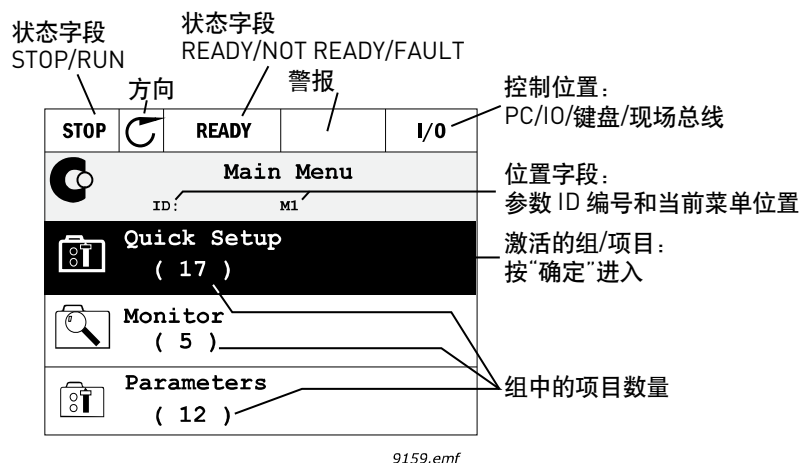 状态字段
STOP/RUN
状态字段
READY/NOT READY/FAULT
方向
警报
控制位置：
PC/IO/键盘/现场总线
STOP
READY
I/0
Main Menu
ID:
M1
位置字段：
参数 ID 编号和当前菜单位置
Quick Setup
( 17 )
激活的组/项目：
按“确定”进入
Monitor
( 5 )
Parameters
( 12 )
组中的项目数量
9159.emf